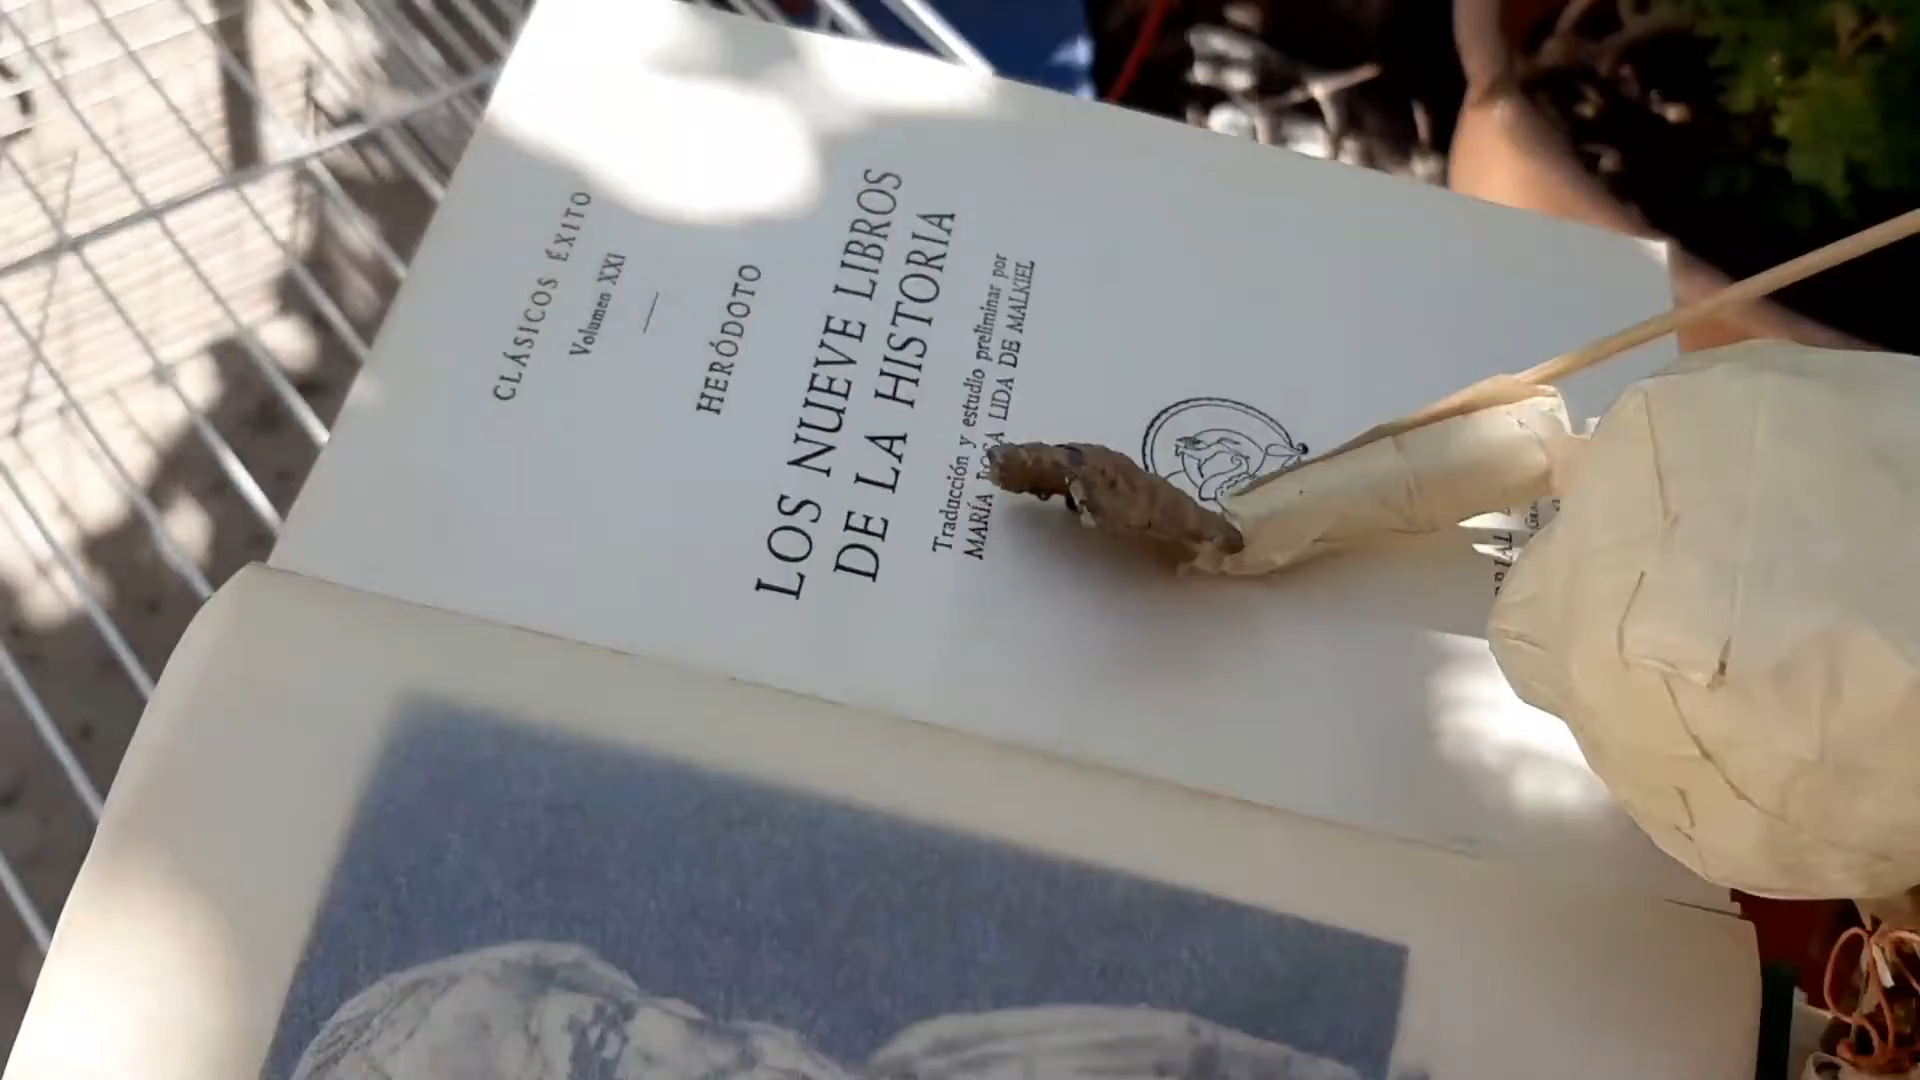 CLÁSICOS ÉXITO
Volumen XXI
HERÓDOTO
LOS NUEVE LIBROS
DE LA HISTORIA
Traducción y estudio preliminar por
MARÍA ROSA LIDA DE MALKIEL